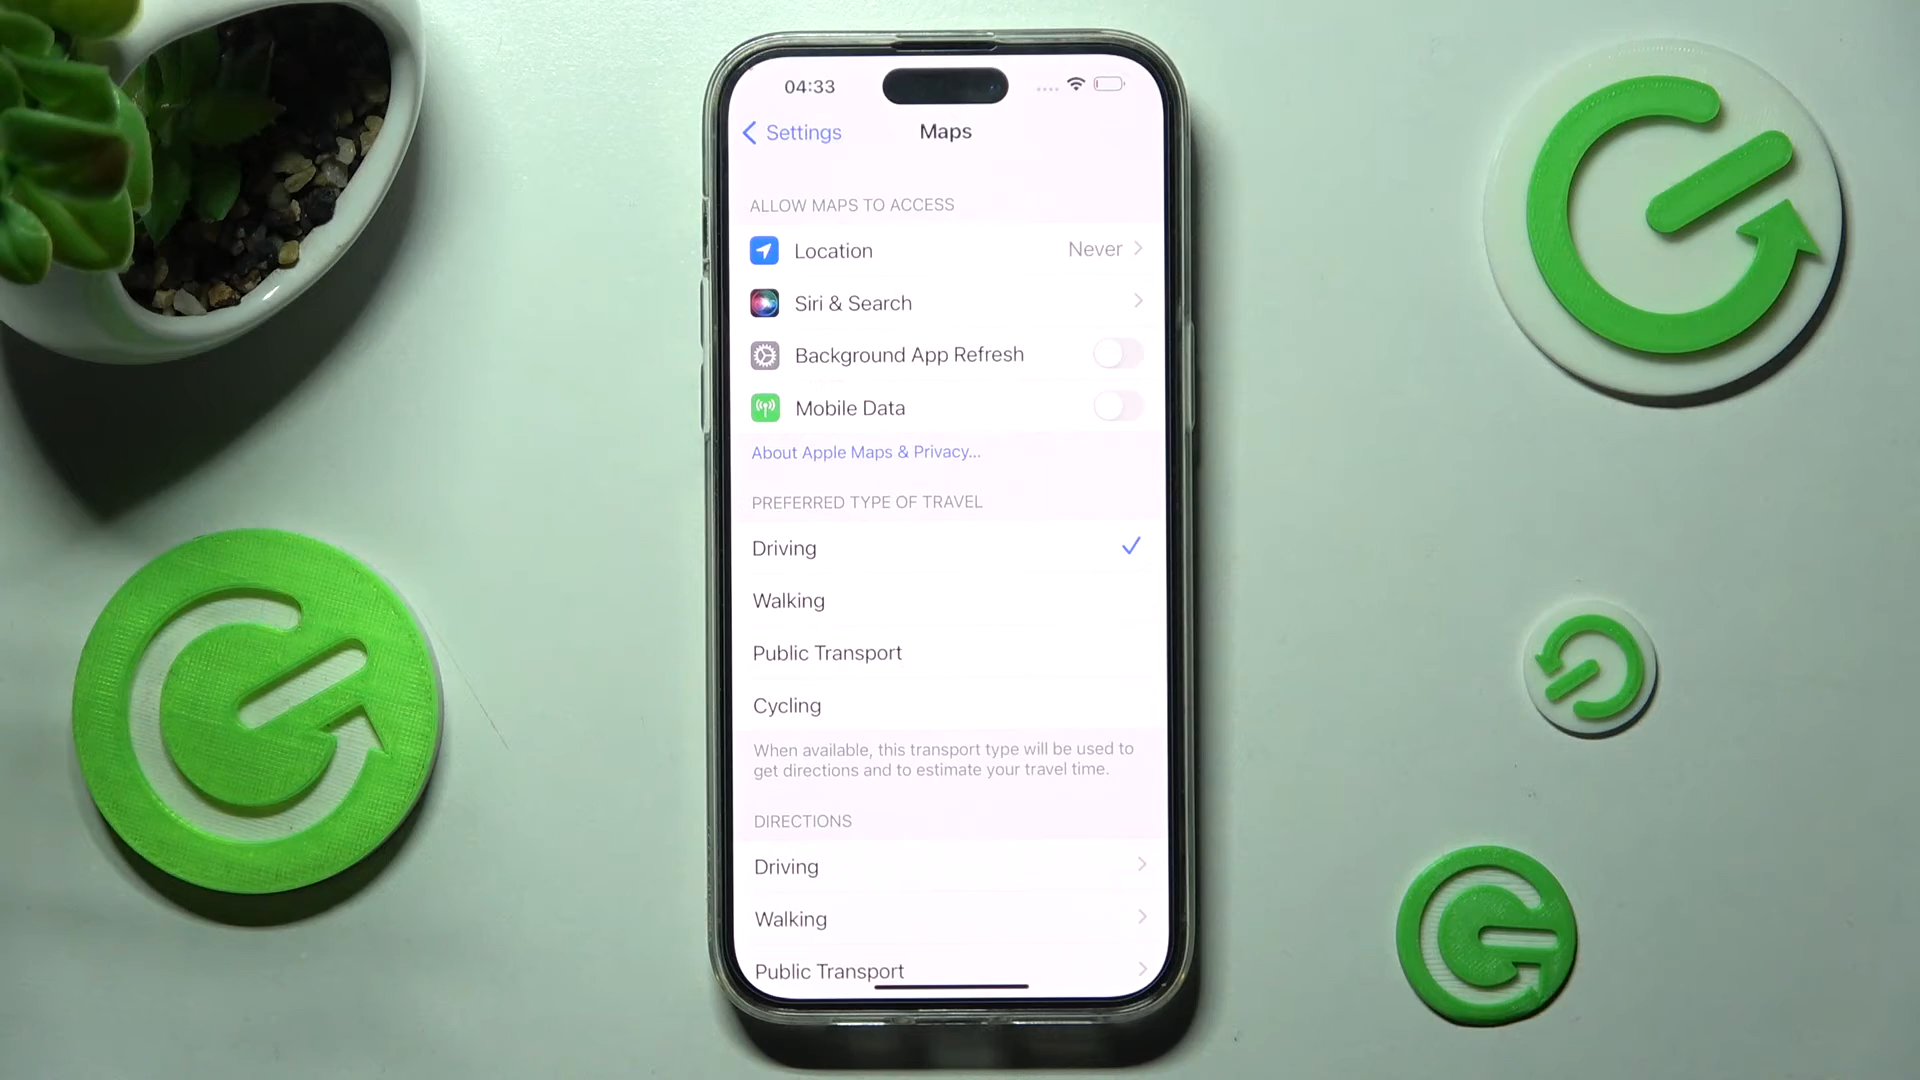 04:33
Settings
Maps
ALLOW MAPS TO ACCESS
Location
Never
Siri & Search
Background App Refresh
Mobile Data
About Apple Maps & Privacy...
PREFERRED TYPE OF TRAVEL
Driving
Walking
Public Transport
Cycling
When available, this transport type will be used to
get directions and to estimate your travel time.
DIRECTIONS
Driving
Walking
Public Transport